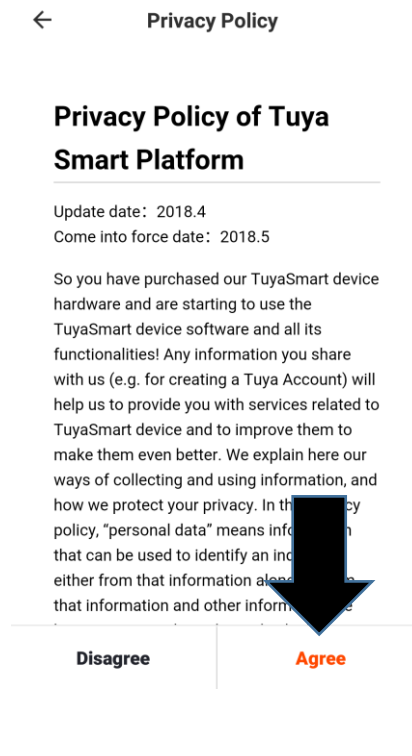 Privacy Policy
Privacy Policy of Tuya
Smart Platform
Update date：2018.4
Come into force date：2018.5
So you have purchased our TuyaSmart device
hardware and are starting to use the
TuyaSmart device software and all its
functionalities! Any information you share
with us (e.g. for creating a Tuya Account) will
help us to provide you with services related to
TuyaSmart device and to improve them to
make them even better. We explain here our
ways of collecting and using information, and
how we protect your privacy. In
policy, “personal data” means
that can be used to identify an
either from that information
that information and other
Disagree
Agree